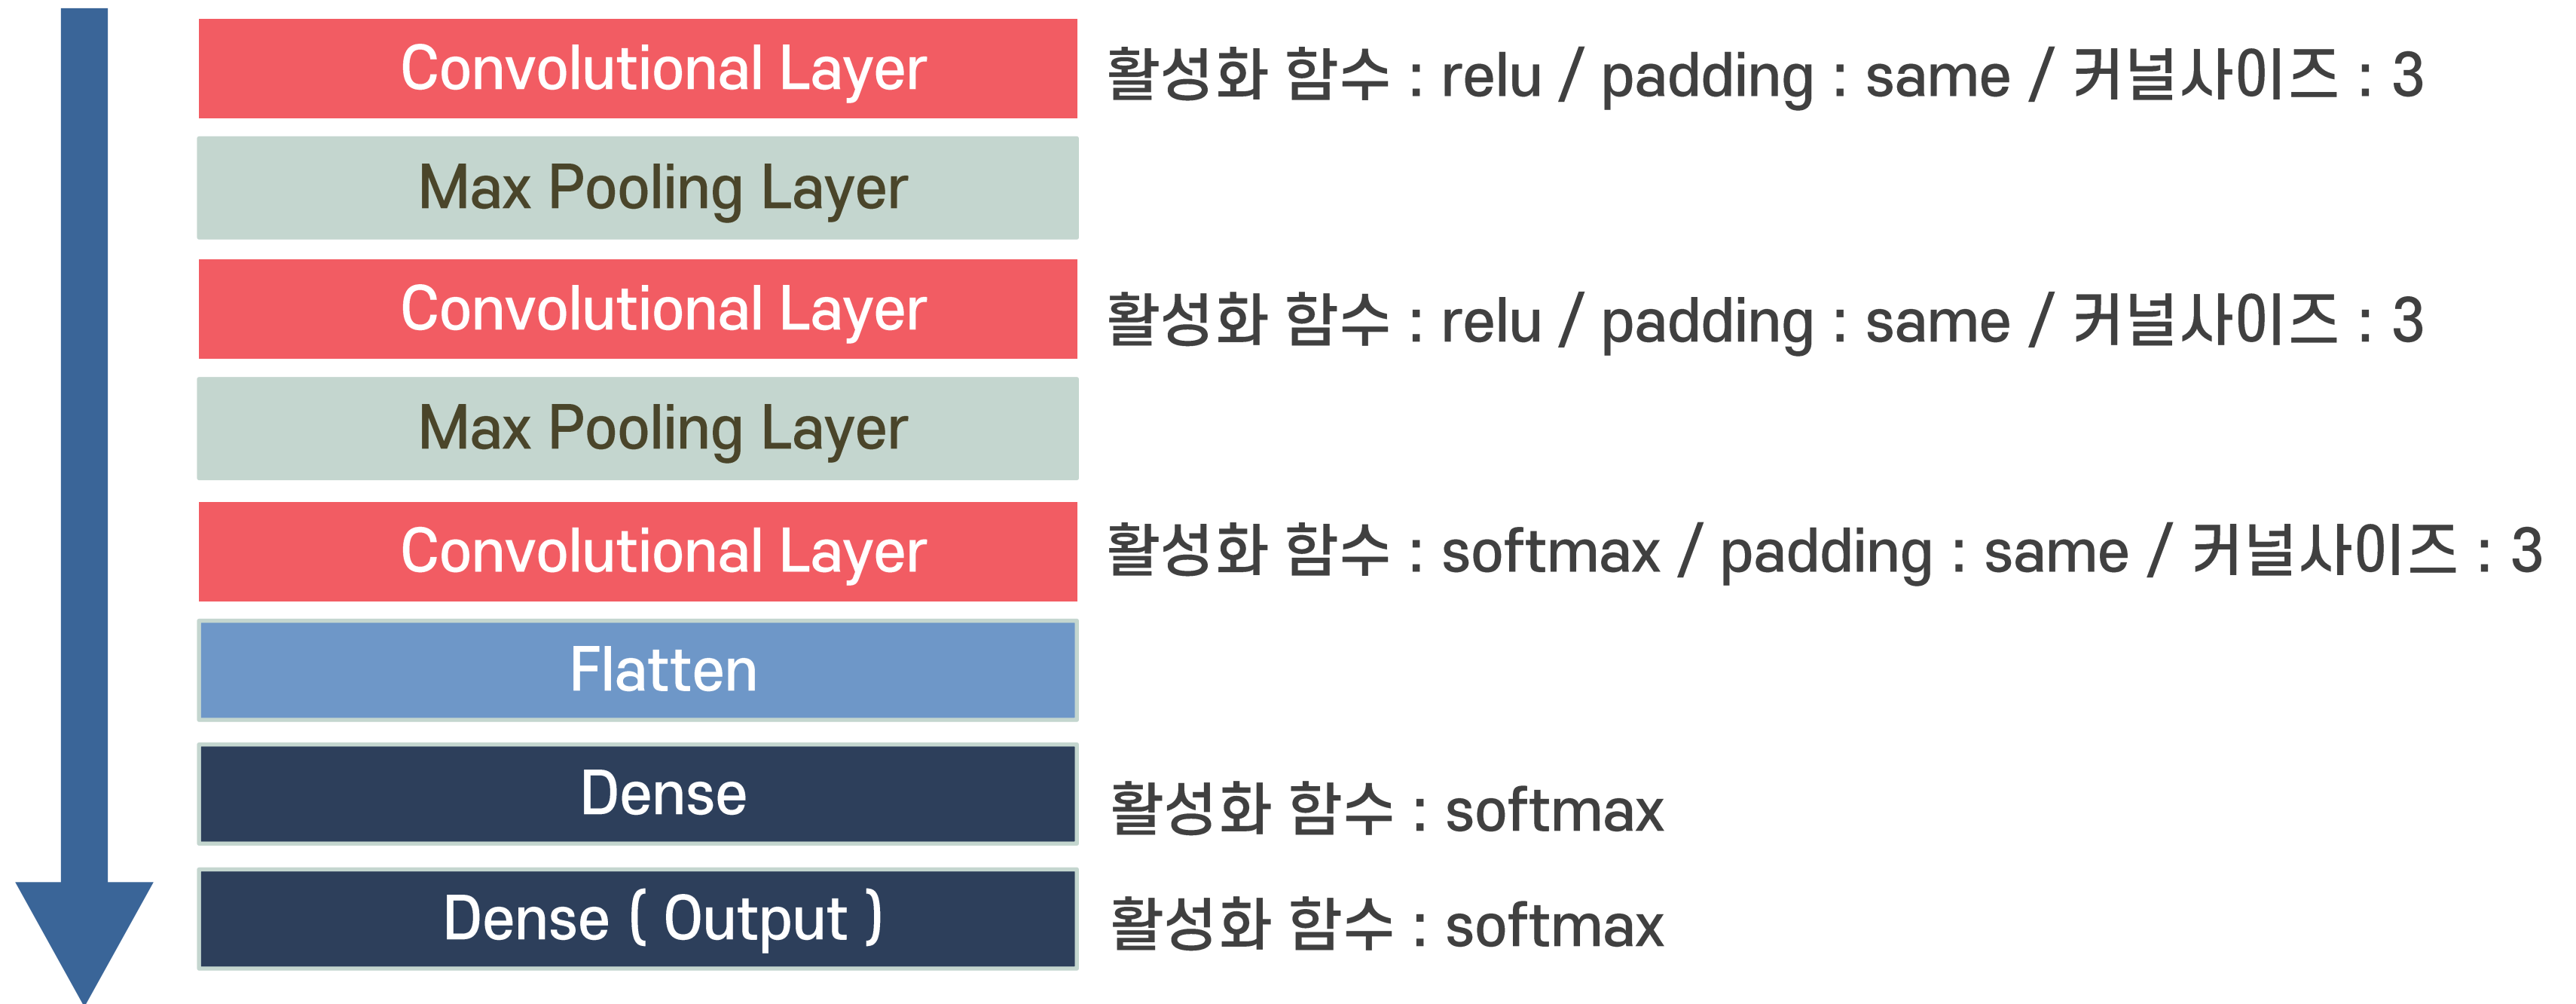 Convolutional Layer 활성화 함수 : relu / padding : same / 커널사이즈 : 3
Max Pooling Layer
Convolutional Layer 활성화 함수 : relu / padding : same / 커널사이즈 : 3
Max Pooling Layer
Convolutional Layer 활성화 함수 : softmax / padding : same / 커널사이즈 : 3
Flatten
Dense 활성화 함수 : softmax
Dense ( Output ) 활성화 함수 : softmax